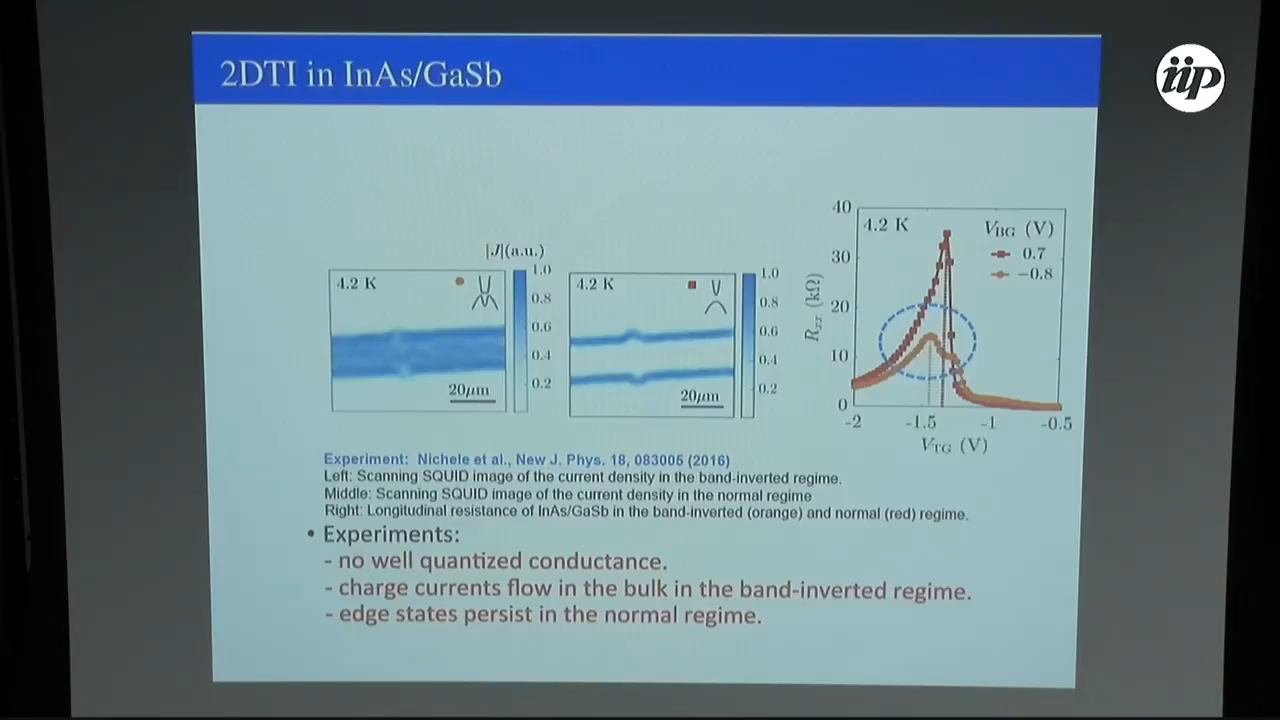 2DTI in InAs/GaSb
iip
|J|(a.u.)
4.2 K
1.0
0.8
0.6
0.4
0.2
20μm
4.2 K
1.0
0.8
0.6
0.4
0.2
20μm
40
30
20
10
0
Rxx (kΩ)
4.2 K
VBG (V)
0.7
−0.8
-2
-1.5
-1
-0.5
VTG (V)
Experiment: Nichele et al., New J. Phys. 18, 083005 (2016)
Left: Scanning SQUID image of the current density in the band-inverted regime.
Middle: Scanning SQUID image of the current density in the normal regime
Right: Longitudinal resistance of InAs/GaSb in the band-inverted (orange) and normal (red) regime.
• Experiments:
- no well quantized conductance.
- charge currents flow in the bulk in the band-inverted regime.
- edge states persist in the normal regime.